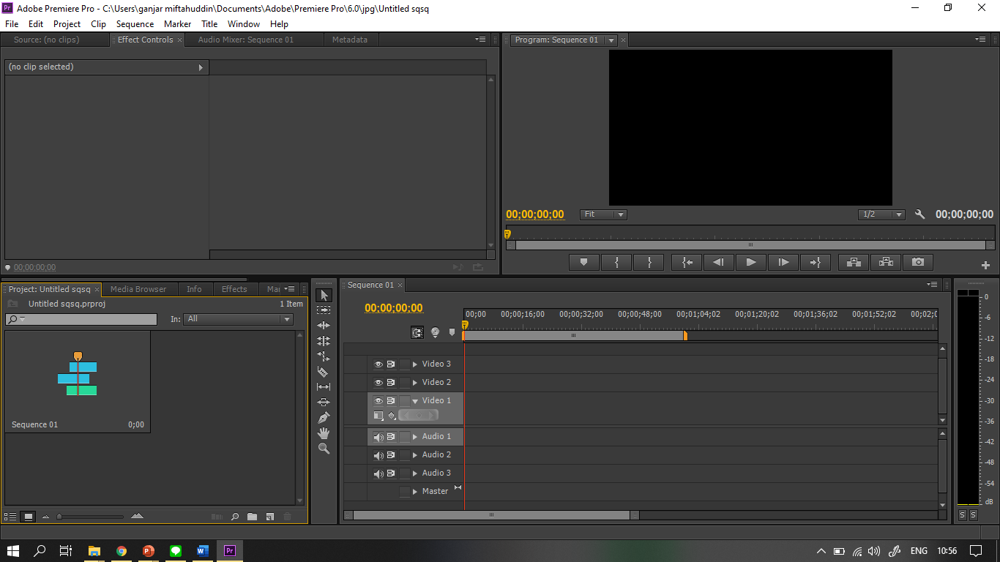 Pr Adobe Premiere Pro - C:\Users\ganjar miftahuddin\Documents\Adobe\Premiere Pro\6.0\jpg\Untitled sqsq
File Edit Project Clip Sequence Marker Title Window Help
Source: (no clips) Effect Controls × Audio Mixer: Sequence 01 Metadata
(no clip selected)
00;00;00;00
Program: Sequence 01 ×
00;00;00;00 Fit 1/2 00;00;00;00
Project: Untitled sqsq × Media Browser Info Effects Mar
Untitled sqsq.prproj 1 Item
In: All
Sequence 01 0;00
Sequence 01 ×
00:00:00:00
00;00 00;00;16;00 00;00;32;00 00;00;48;00 00;01;04;02 00;01;20;02 00;01;36;02 00;01;52;02 00;02;0
Video 3
Video 2
Video 1
Audio 1
Audio 2
Audio 3
Master
0
-6
-12
-18
-24
-30
-36
-42
-48
-54
dB
S S
Pr ENG 10:56